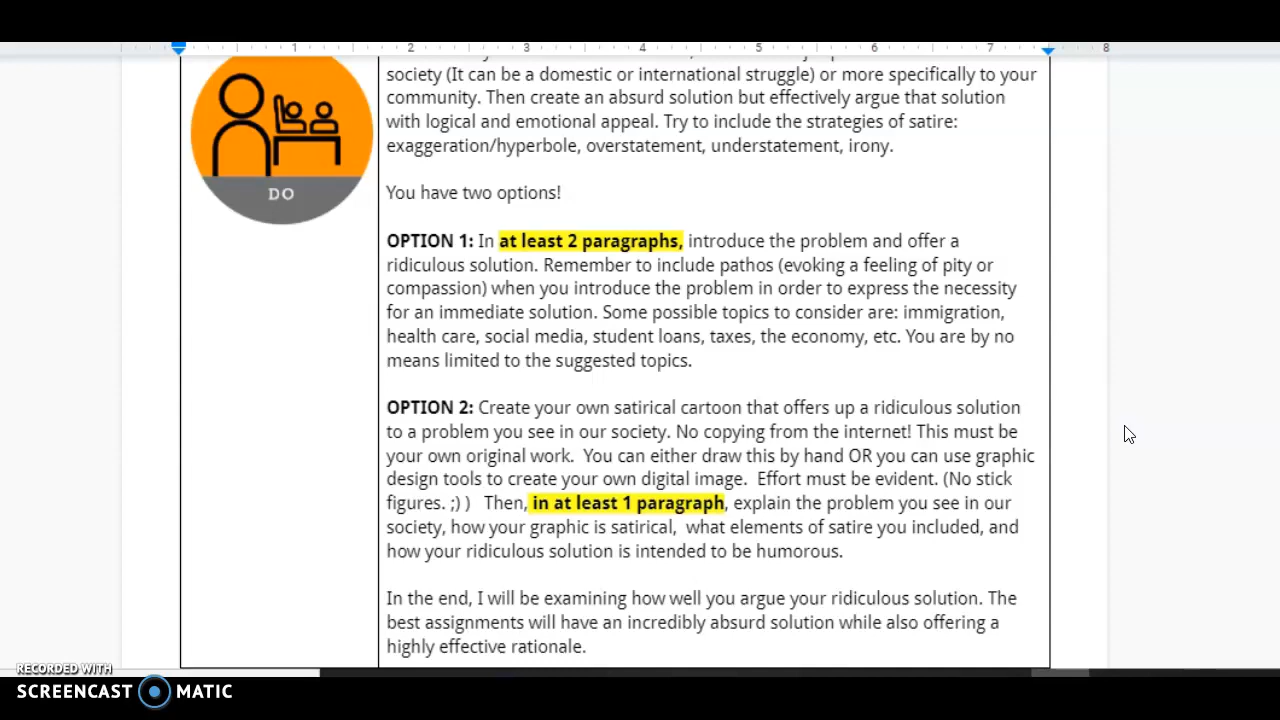 1 2 3 4 5 6 7 8
society (It can be a domestic or international struggle) or more specifically to your
community. Then create an absurd solution but effectively argue that solution
with logical and emotional appeal. Try to include the strategies of satire:
exaggeration/hyperbole, overstatement, understatement, irony.
DO
You have two options!
OPTION 1: In at least 2 paragraphs, introduce the problem and offer a
ridiculous solution. Remember to include pathos (evoking a feeling of pity or
compassion) when you introduce the problem in order to express the necessity
for an immediate solution. Some possible topics to consider are: immigration,
health care, social media, student loans, taxes, the economy, etc. You are by no
means limited to the suggested topics.
OPTION 2: Create your own satirical cartoon that offers up a ridiculous solution
to a problem you see in our society. No copying from the internet! This must be
your own original work.  You can either draw this by hand OR you can use graphic
design tools to create your own digital image.  Effort must be evident. (No stick
figures. ;) )   Then, in at least 1 paragraph, explain the problem you see in our
society, how your graphic is satirical,  what elements of satire you included, and
how your ridiculous solution is intended to be humorous.
In the end, I will be examining how well you argue your ridiculous solution. The
best assignments will have an incredibly absurd solution while also offering a
highly effective rationale.
RECORDED WITH
SCREENCAST MATIC